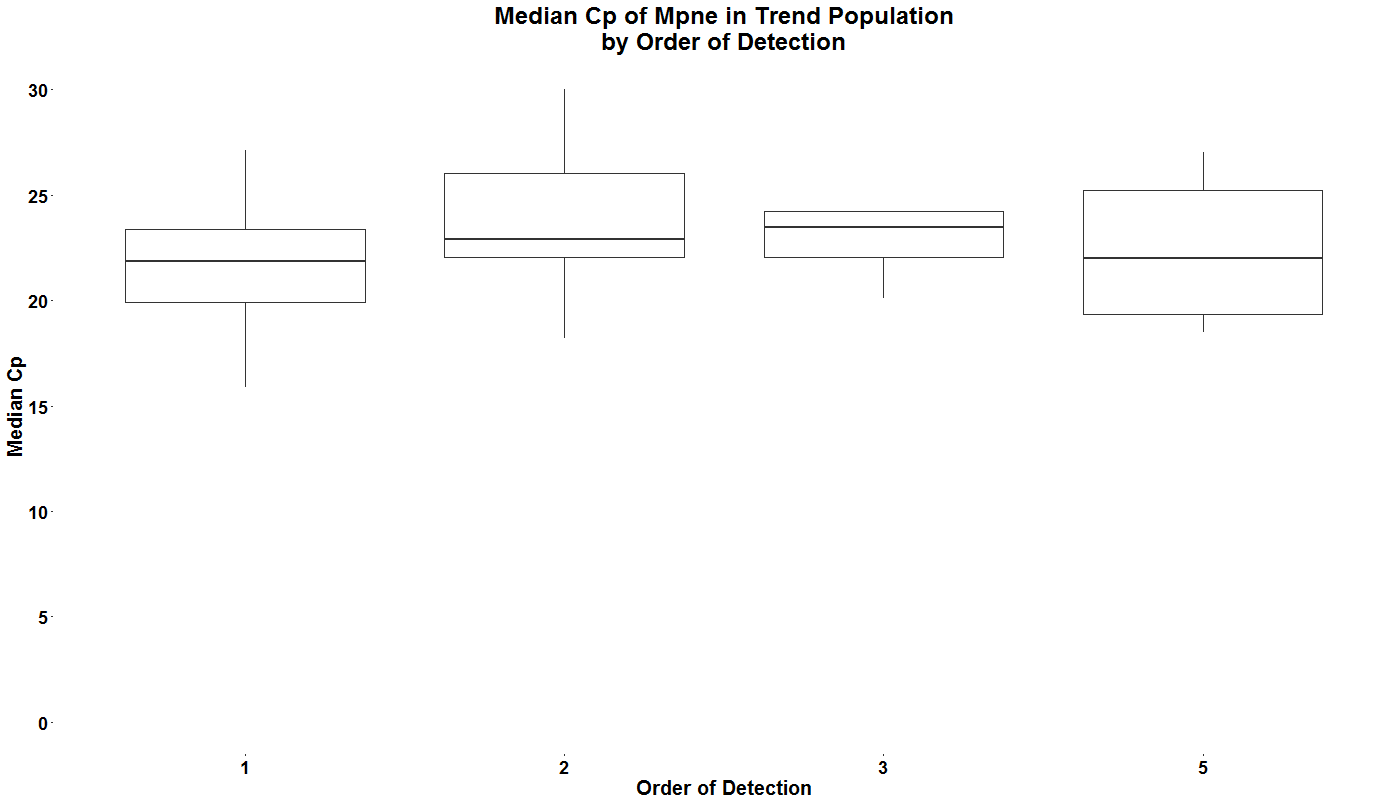 Median Cp of Mpne in Trend Population
by Order of Detection
30
25
20
15
10
5
0
Median Cp
1 2 3 5
Order of Detection